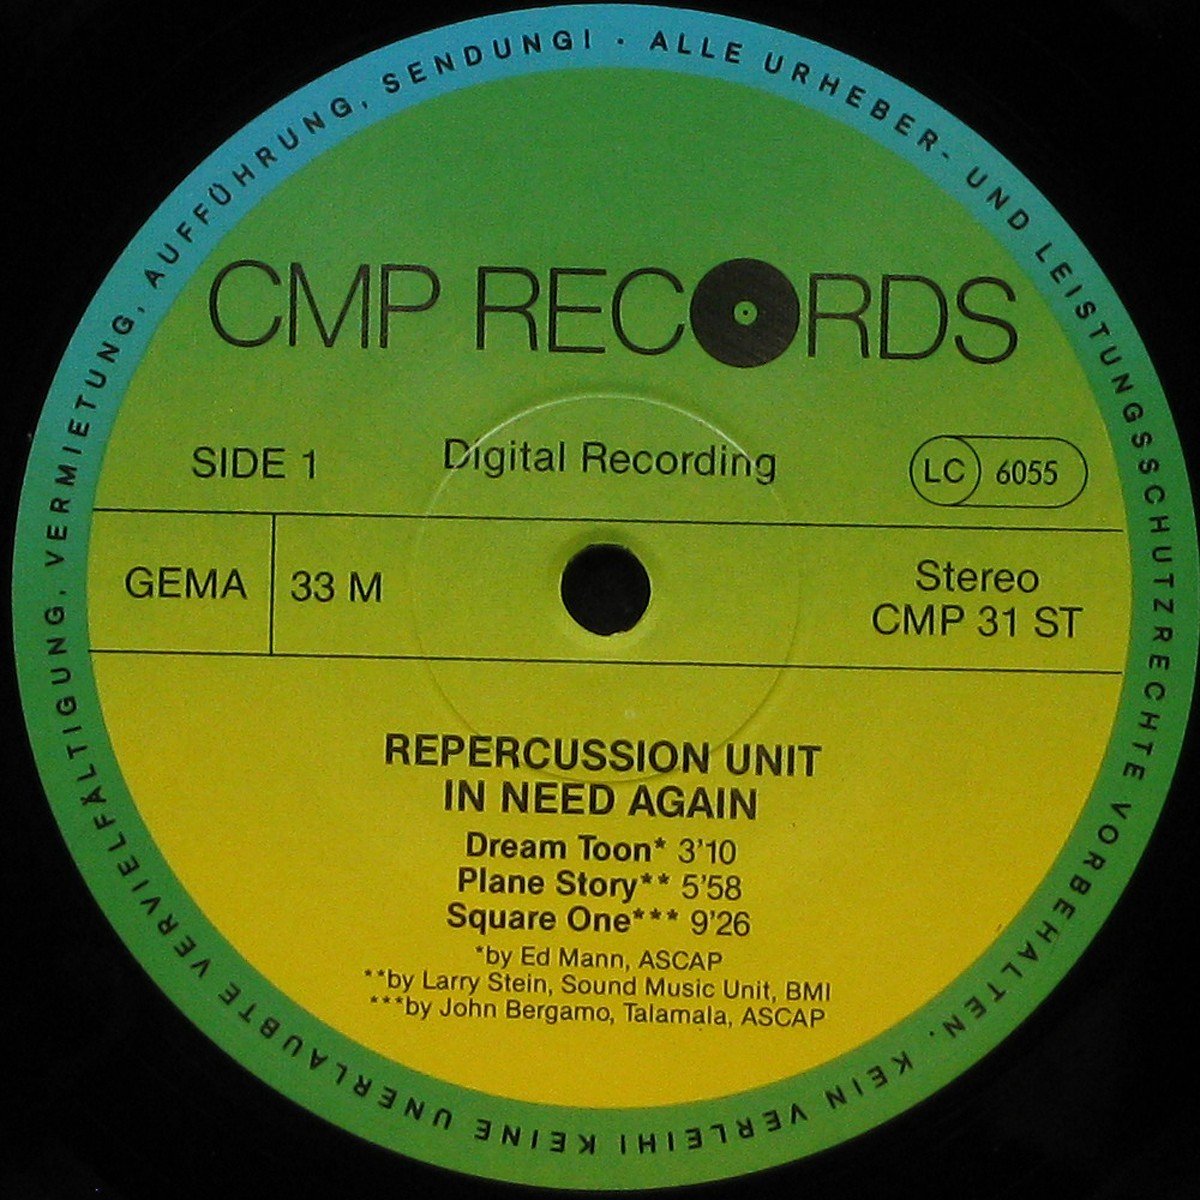 ALLE URHEBER- UND LEISTUNGSSCHUTZRECHTE VORBEHALTEN. KEIN VERLEIH! KEINE UNERLAUBTE VERVIELFÄLTIGUNG, VERMIETUNG, AUFFÜHRUNG, SENDUNG! ·
CMP RECORDS
SIDE 1
Digital Recording
LC 6055
GEMA
33 M
Stereo
CMP 31 ST
REPERCUSSION UNIT
IN NEED AGAIN
Dream Toon* 3'10
Plane Story** 5'58
Square One*** 9'26
*by Ed Mann, ASCAP
**by Larry Stein, Sound Music Unit, BMI
***by John Bergamo, Talamala, ASCAP